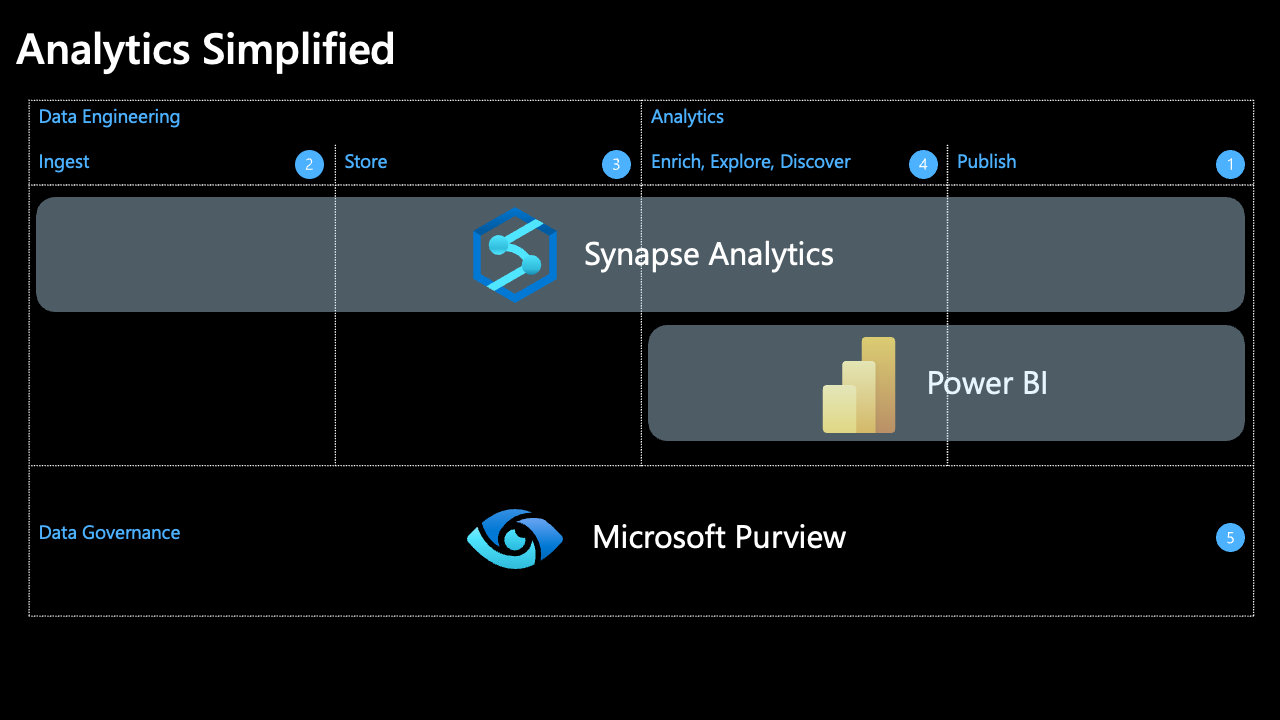 Analytics Simplified
Data Engineering
Analytics
Ingest
2
Store
3
Enrich, Explore, Discover
4
Publish
1
Synapse Analytics
Power BI
Data Governance
Microsoft Purview
5